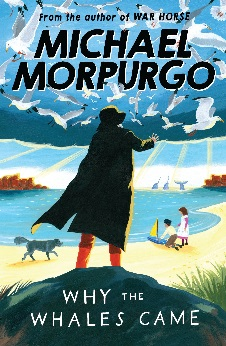 From the author of WAR HORSE
MICHAEL
MORPURGO
WHY THE
WHALES CAME